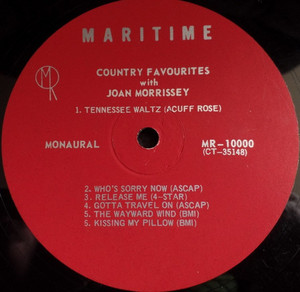 MARITIME
MR
COUNTRY FAVOURITES
with
JOAN MORRISSEY
1. TENNESSEE WALTZ (ACUFF ROSE)
MONAURAL
MR-10000
(CT-35148)
2. WHO'S SORRY NOW (ASCAP)
3. RELEASE ME (4-STAR)
4. GOTTA TRAVEL ON (ASCAP)
5. THE WAYWARD WIND (BMI)
5. KISSING MY PILLOW (BMI)